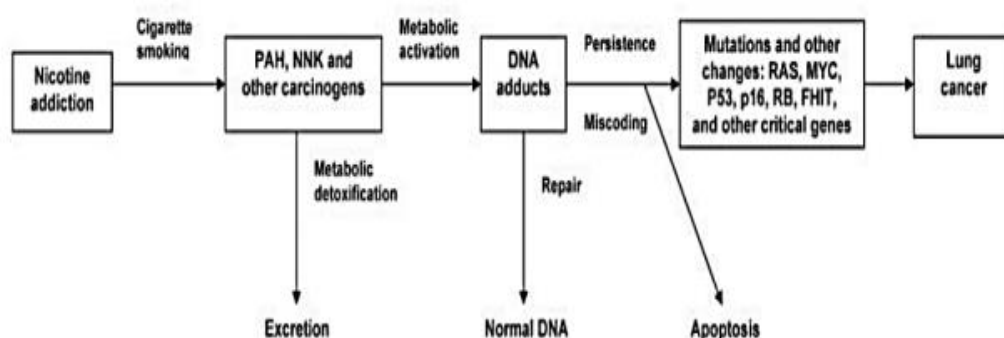 Cigarette
smoking
Metabolic
activation
Nicotine
addiction
PAH, NNK and
other carcinogens
DNA
adducts
Persistence
Miscoding
Mutations and other
changes: RAS, MYC,
P53, p16, RB, FHIT,
and other critical genes
Lung
cancer
Metabolic
detoxification
Repair
Excretion
Normal DNA
Apoptosis